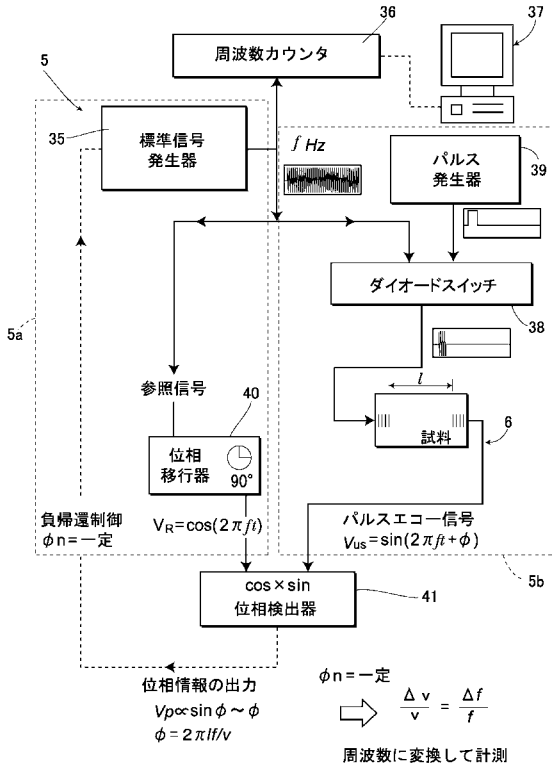 36
周波数カウンタ
37
5
35
標準信号
発生器
f Hz
パルス
発生器
39
ダイオードスイッチ
38
5a
l
参照信号
40
試料
6
位相
移行器
90°
負帰還制御
φn=一定
VR=cos(2πft)
パルスエコー信号
Vus=sin(2πft+φ)
5b
cos×sin
位相検出器
41
位相情報の出力
Vp∝sinφ～φ
φ=2πlf/v
φn=一定
Δv/v = Δf/f
周波数に変換して計測